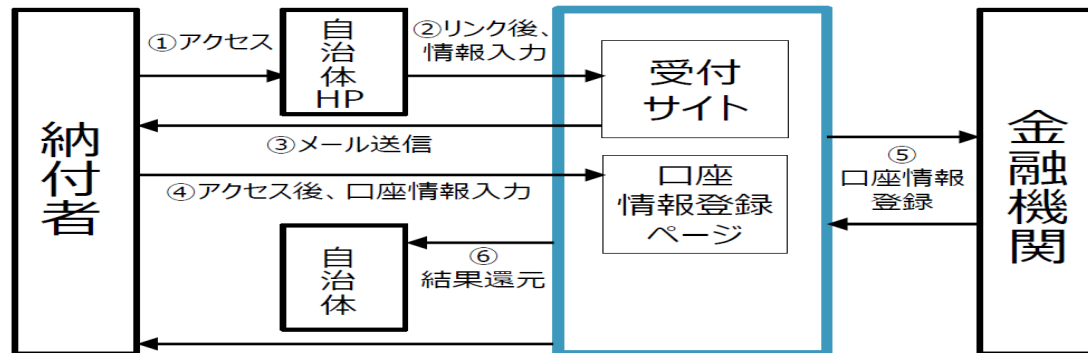 納付者
①アクセス
自治体HP
②リンク後、
情報入力
受付
サイト
③メール送信
④アクセス後、口座情報入力
口座
情報登録
ページ
⑤
口座情報
登録
金融機関
自治体
⑥
結果還元